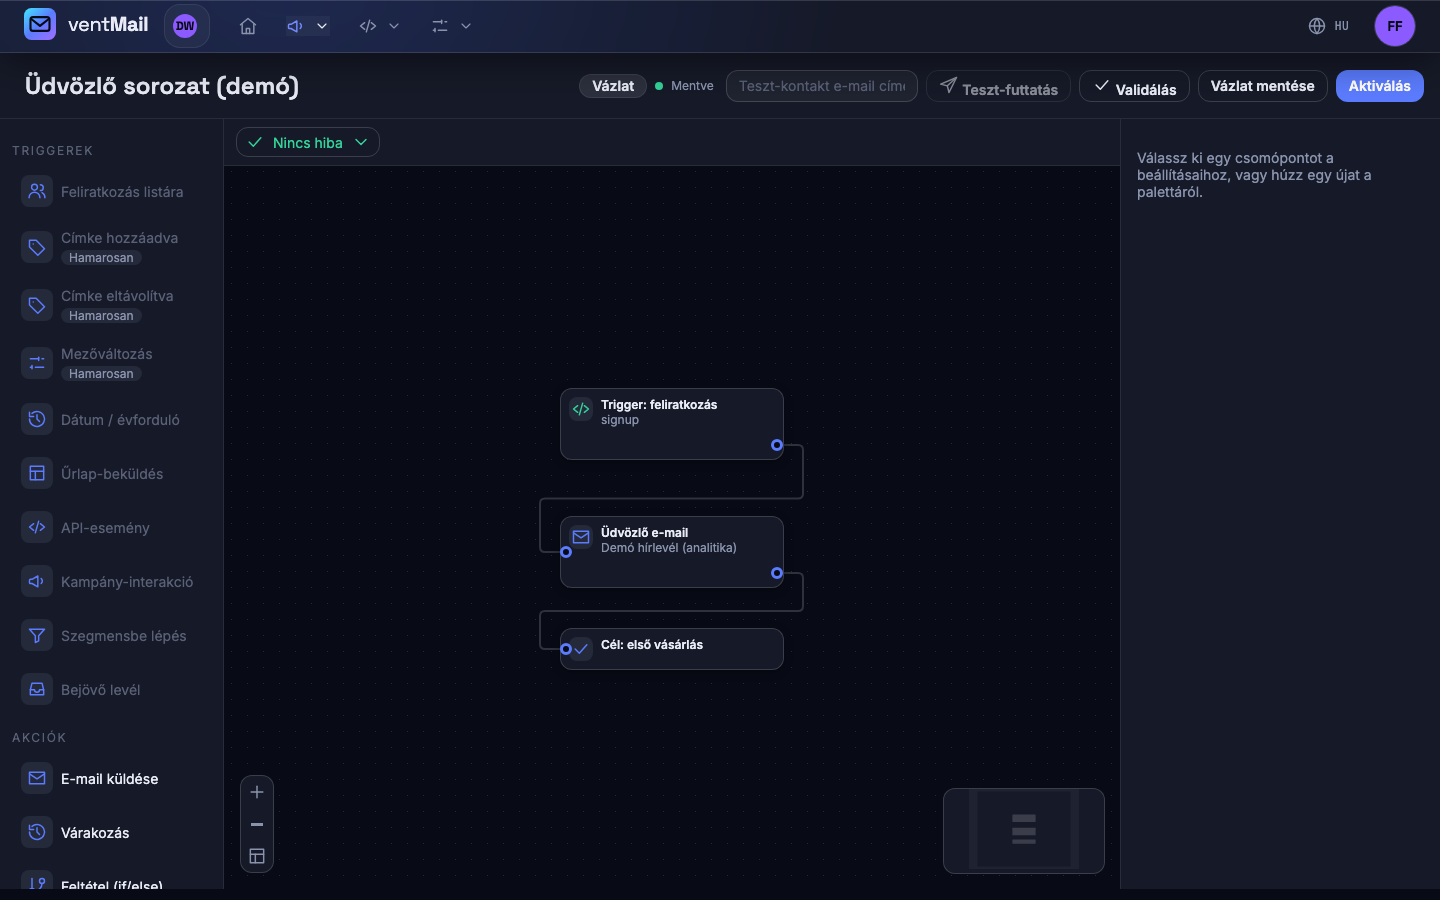 ventMail
DW
HU
FF
Üdvözlő sorozat (demó)
Vázlat
Mentve
Teszt-kontakt e-mail címe
Teszt-futtatás
Validálás
Vázlat mentése
Aktiválás
TRIGGEREK
Feliratkozás listára
Címke hozzáadva
Hamarosan
Címke eltávolítva
Hamarosan
Mezőváltozás
Hamarosan
Dátum / évforduló
Űrlap-beküldés
API-esemény
Kampány-interakció
Szegmensbe lépés
Bejövő levél
AKCIÓK
E-mail küldése
Várakozás
Feltétel (if/else)
Nincs hiba
Trigger: feliratkozás
signup
Üdvözlő e-mail
Demó hírlevél (analitika)
Cél: első vásárlás
Válassz ki egy csomópontot a
beállításaihoz, vagy húzz egy újat a
palettáról.